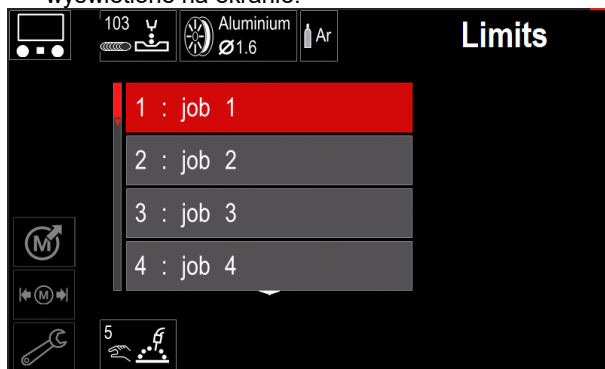 wyświetlone na ekranie.
103
Aluminium
Ø1.6
Ar
Limits
1 : job 1
2 : job 2
3 : job 3
4 : job 4
M
M
5